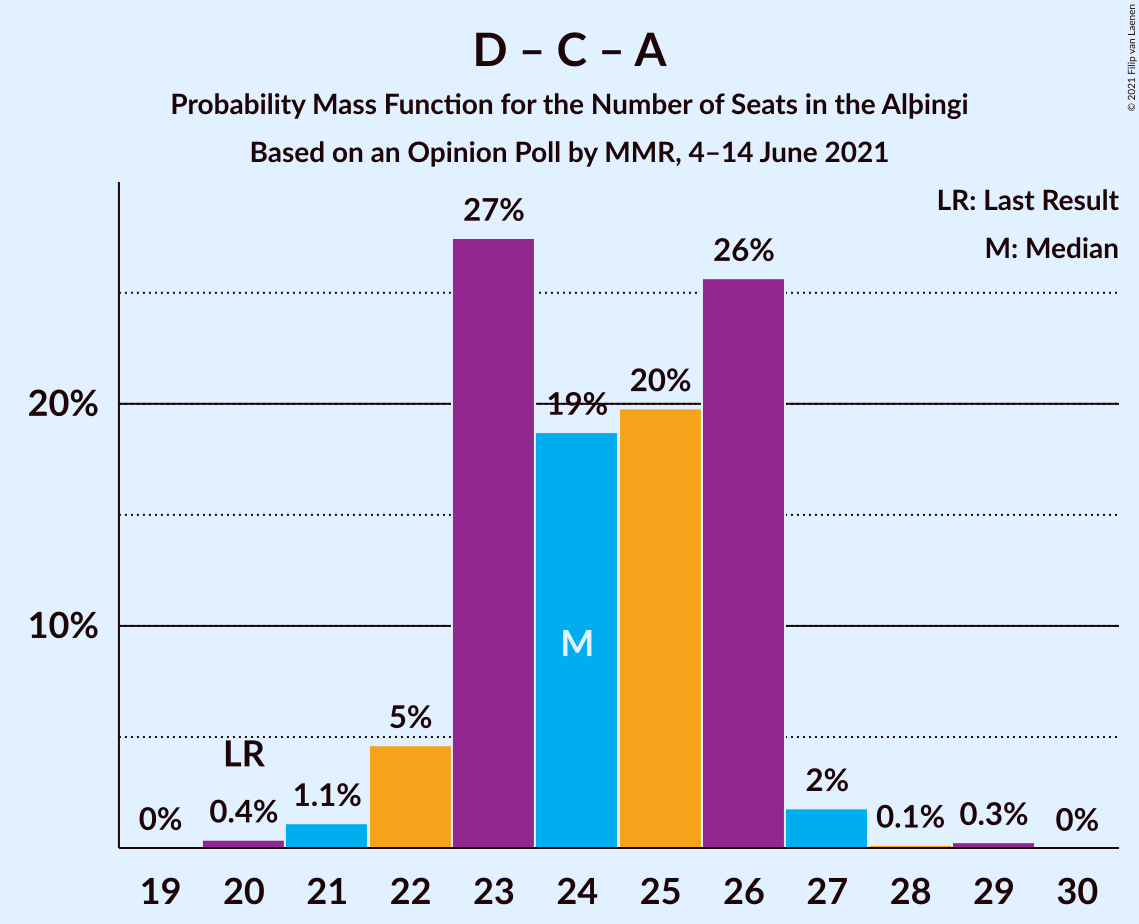 D – C – A
Probability Mass Function for the Number of Seats in the Alþingi
Based on an Opinion Poll by MMR, 4–14 June 2021
© 2021 Filip van Laenen
LR: Last Result
M: Median
27%
26%
20%
19%
20%
10%
M
5%
LR
2%
1.1%
0.4%
0%
0.1%
0.3%
0%
19 20 21 22 23 24 25 26 27 28 29 30